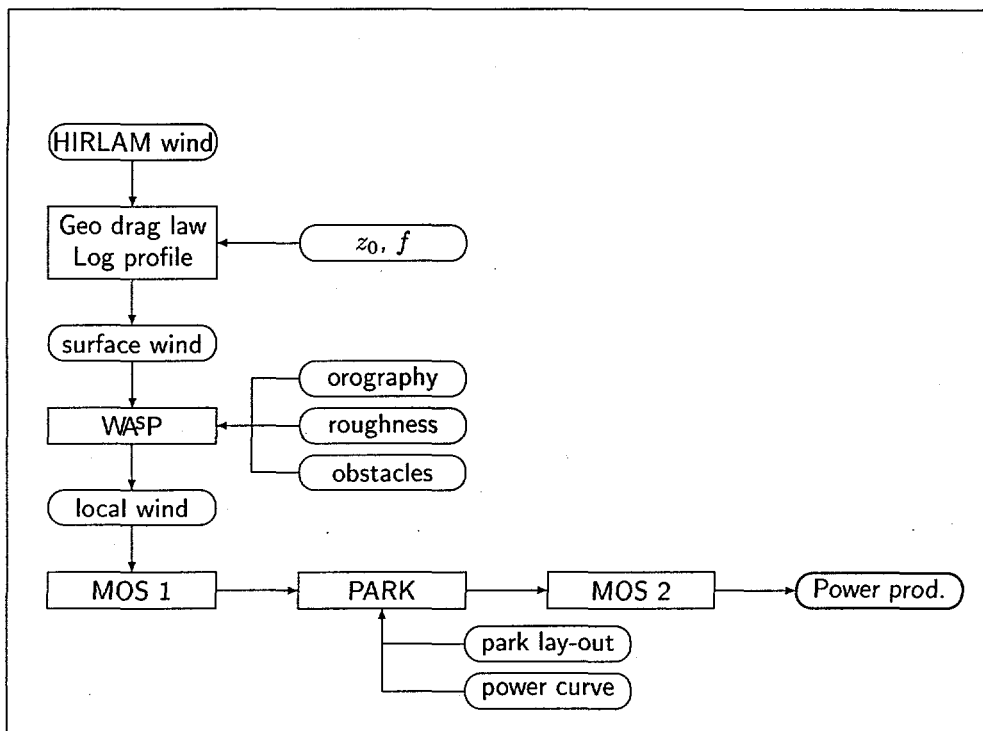 HIRLAM wind
Geo drag law
Log profile
z₀, f
surface wind
orography
WAsP
roughness
obstacles
local wind
MOS 1
PARK
MOS 2
Power prod.
park lay-out
power curve